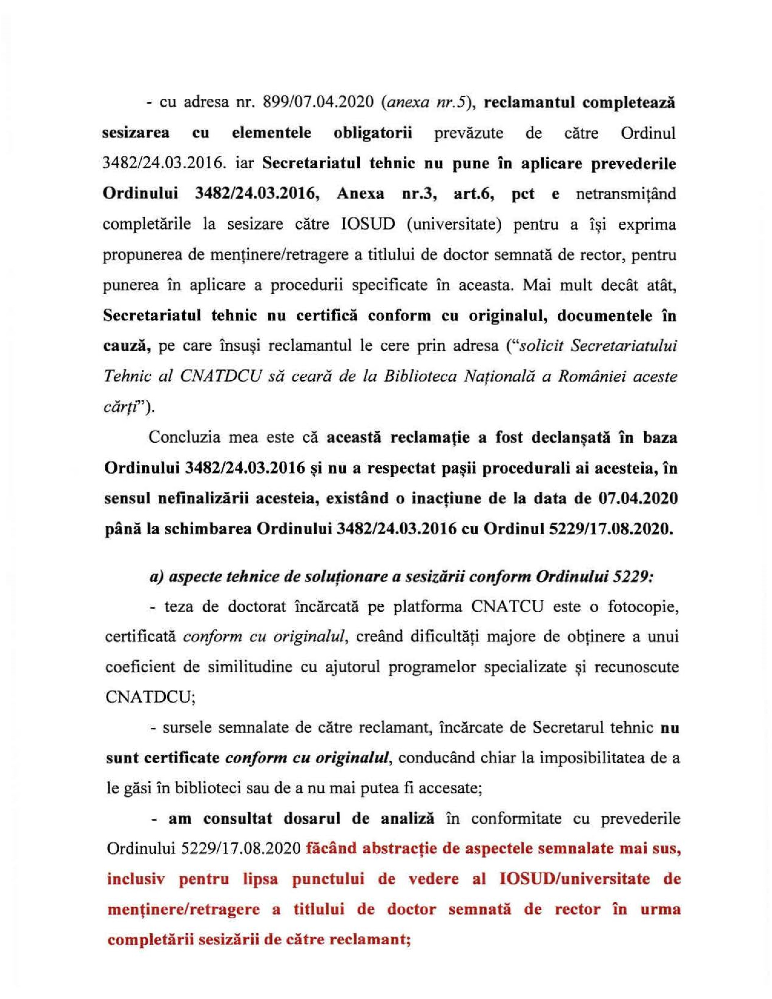 - cu adresa nr. 899/07.04.2020 (anexa nr.5), reclamantul completează
sesizarea cu elementele obligatorii prevăzute de către Ordinul
3482/24.03.2016. iar Secretariatul tehnic nu pune în aplicare prevederile
Ordinului 3482/24.03.2016, Anexa nr.3, art.6, pct e netransmițând
completările la sesizare către IOSUD (universitate) pentru a își exprima
propunerea de menținere/retragere a titlului de doctor semnată de rector, pentru
punerea în aplicare a procedurii specificate în aceasta. Mai mult decât atât,
Secretariatul tehnic nu certifică conform cu originalul, documentele în
cauză, pe care însuși reclamantul le cere prin adresa (“solicit Secretariatului
Tehnic al CNATDCU să ceară de la Biblioteca Națională a României aceste
cărți”).
Concluzia mea este că această reclamație a fost declanșată în baza
Ordinului 3482/24.03.2016 și nu a respectat pașii procedurali ai acesteia, în
sensul nefinalizării acesteia, existând o inacțiune de la data de 07.04.2020
până la schimbarea Ordinului 3482/24.03.2016 cu Ordinul 5229/17.08.2020.
a) aspecte tehnice de soluționare a sesizării conform Ordinului 5229:
- teza de doctorat încărcată pe platforma CNATCU este o fotocopie,
certificată conform cu originalul, creând dificultăți majore de obținere a unui
coeficient de similitudine cu ajutorul programelor specializate și recunoscute
CNATDCU;
- sursele semnalate de către reclamant, încărcate de Secretarul tehnic nu
sunt certificate conform cu originalul, conducând chiar la imposibilitatea de a
le găsi în biblioteci sau de a nu mai putea fi accesate;
- am consultat dosarul de analiză în conformitate cu prevederile
Ordinului 5229/17.08.2020 făcând abstracție de aspectele semnalate mai sus,
inclusiv pentru lipsa punctului de vedere al IOSUD/universitate de
menținere/retragere a titlului de doctor semnată de rector în urma
completării sesizării de către reclamant;